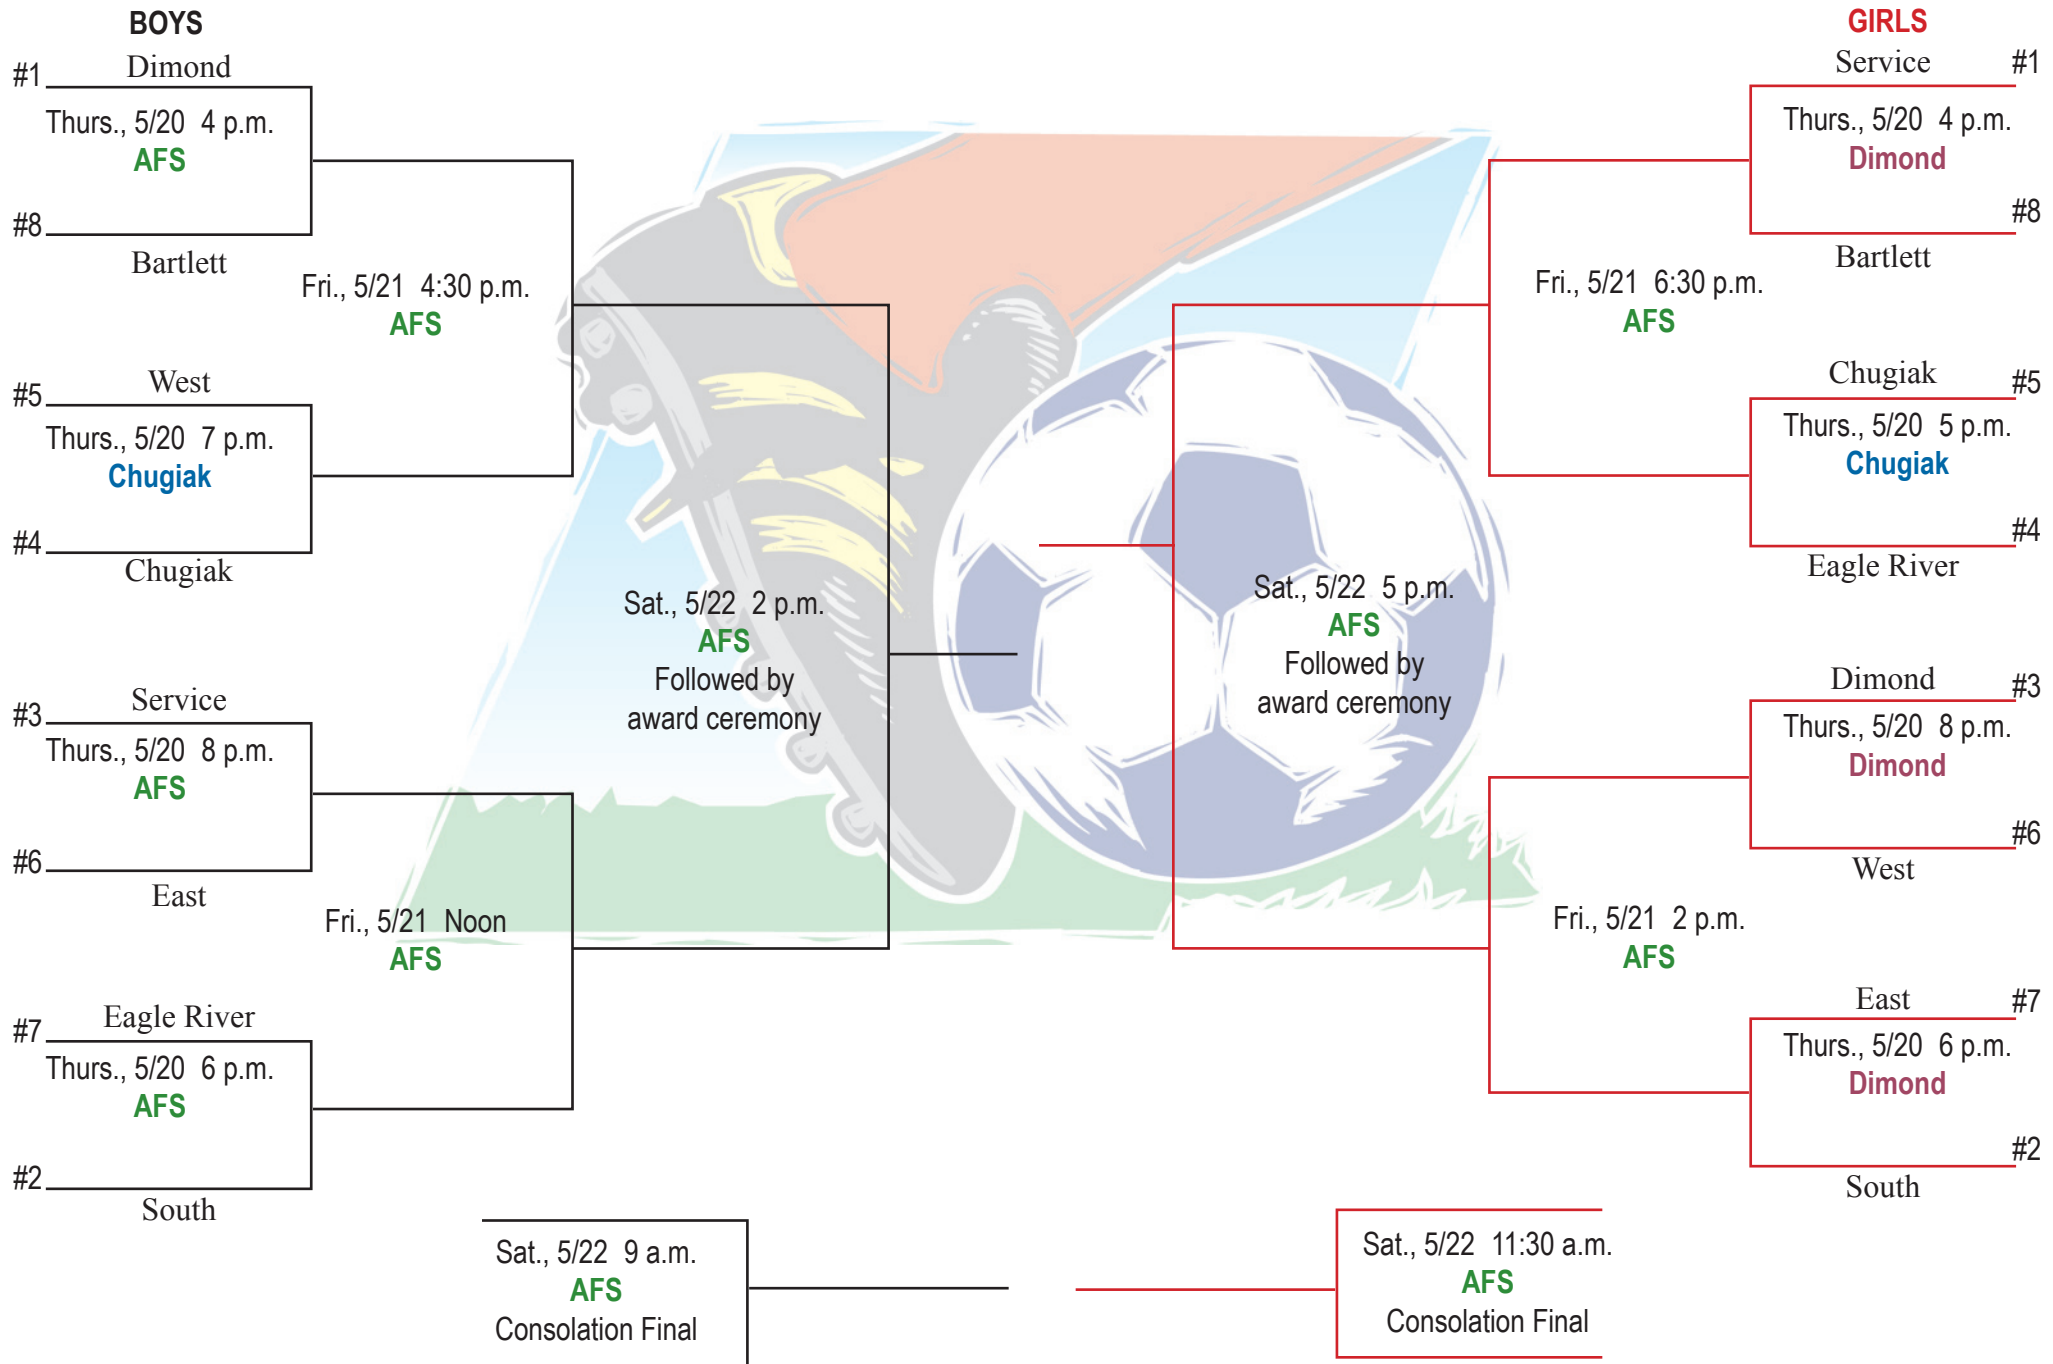 BOYS
#1
Dimond
Thurs., 5/20 4 p.m.
AFS
#8
Bartlett
Fri., 5/21 4:30 p.m.
AFS
#5
West
Thurs., 5/20 7 p.m.
Chugiak
#4
Chugiak
Sat., 5/22 2 p.m.
AFS
Followed by
award ceremony
#3
Service
Thurs., 5/20 8 p.m.
AFS
#6
East
Fri., 5/21 Noon
AFS
#7
Eagle River
Thurs., 5/20 6 p.m.
AFS
#2
South
Sat., 5/22 9 a.m.
AFS
Consolation Final
GIRLS
Service
#1
Thurs., 5/20 4 p.m.
Dimond
#8
Bartlett
Fri., 5/21 6:30 p.m.
AFS
Chugiak
#5
Thurs., 5/20 5 p.m.
Chugiak
#4
Eagle River
Sat., 5/22 5 p.m.
AFS
Followed by
award ceremony
Dimond
#3
Thurs., 5/20 8 p.m.
Dimond
#6
West
Fri., 5/21 2 p.m.
AFS
East
#7
Thurs., 5/20 6 p.m.
Dimond
#2
South
Sat., 5/22 11:30 a.m.
AFS
Consolation Final